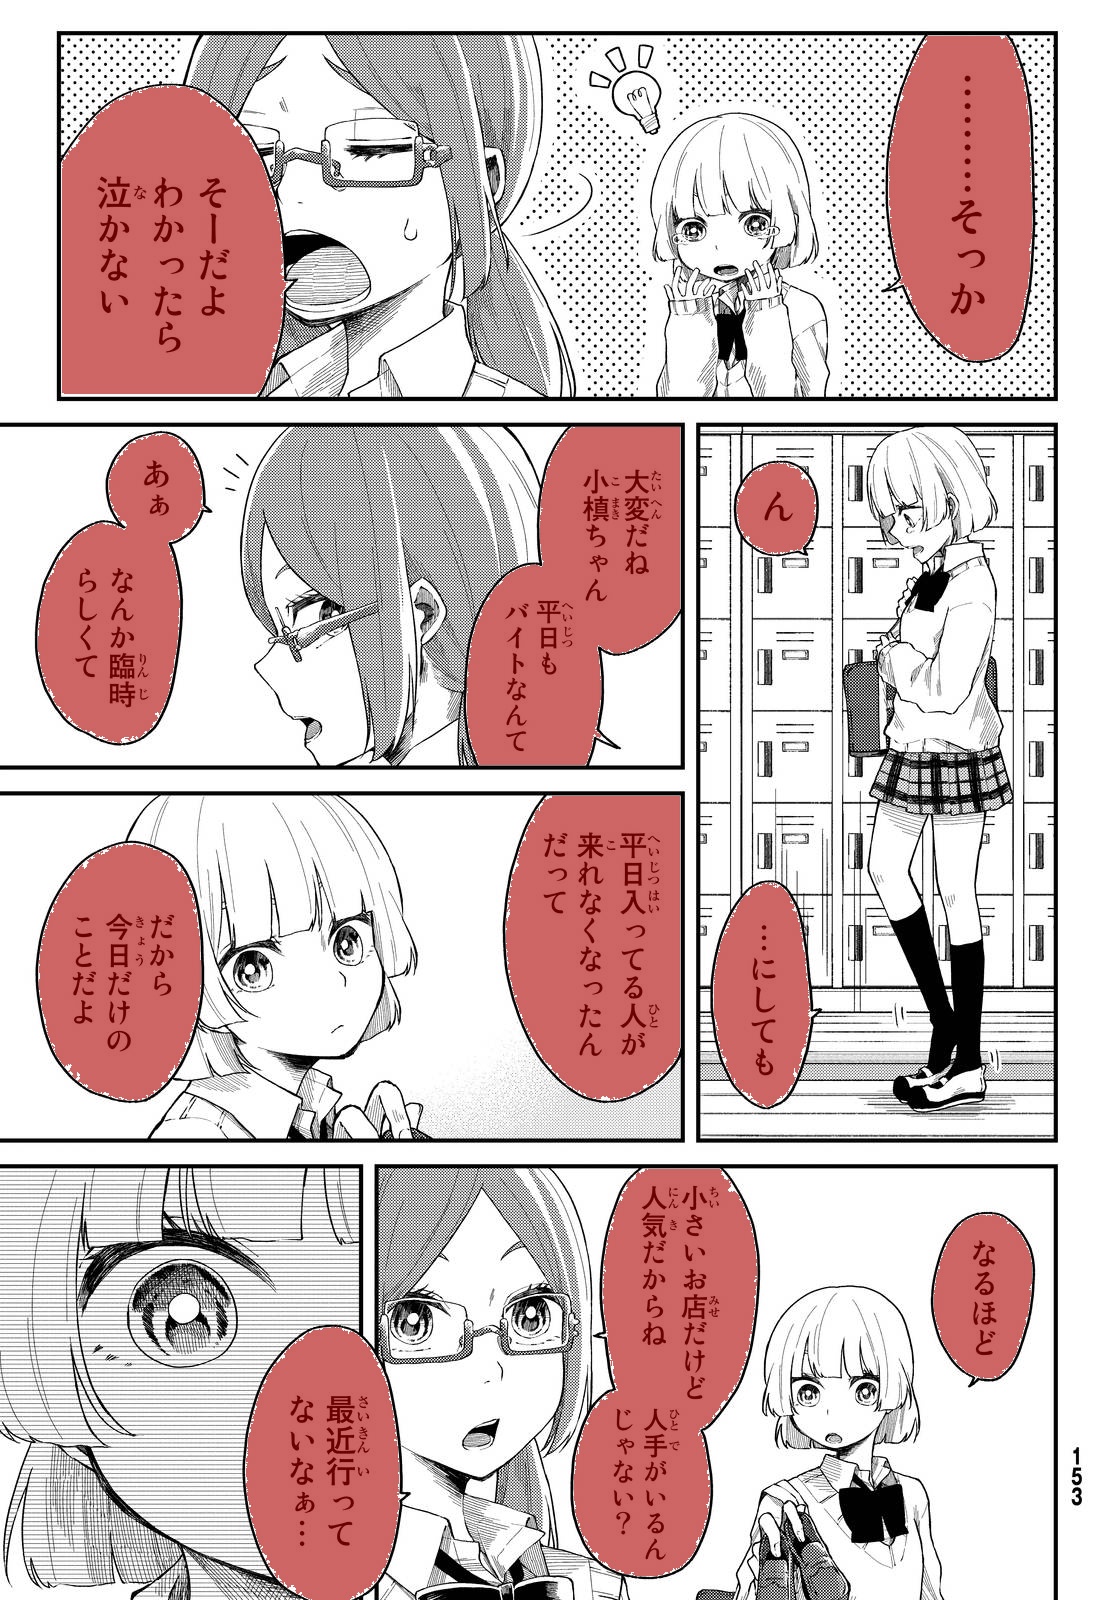 ………そっか
そーだよ
わかったら
泣かない
ん
…にしても
大変だね
小槙ちゃん
平日も
バイトなんて
あぁ
なんか臨時
らしくて
平日入ってる人が
来れなくなったん
だって
だから
今日だけの
ことだよ
なるほど
小さいお店だけど
人気だからね
人手がいるん
じゃない？
最近行って
ないなぁ…
153